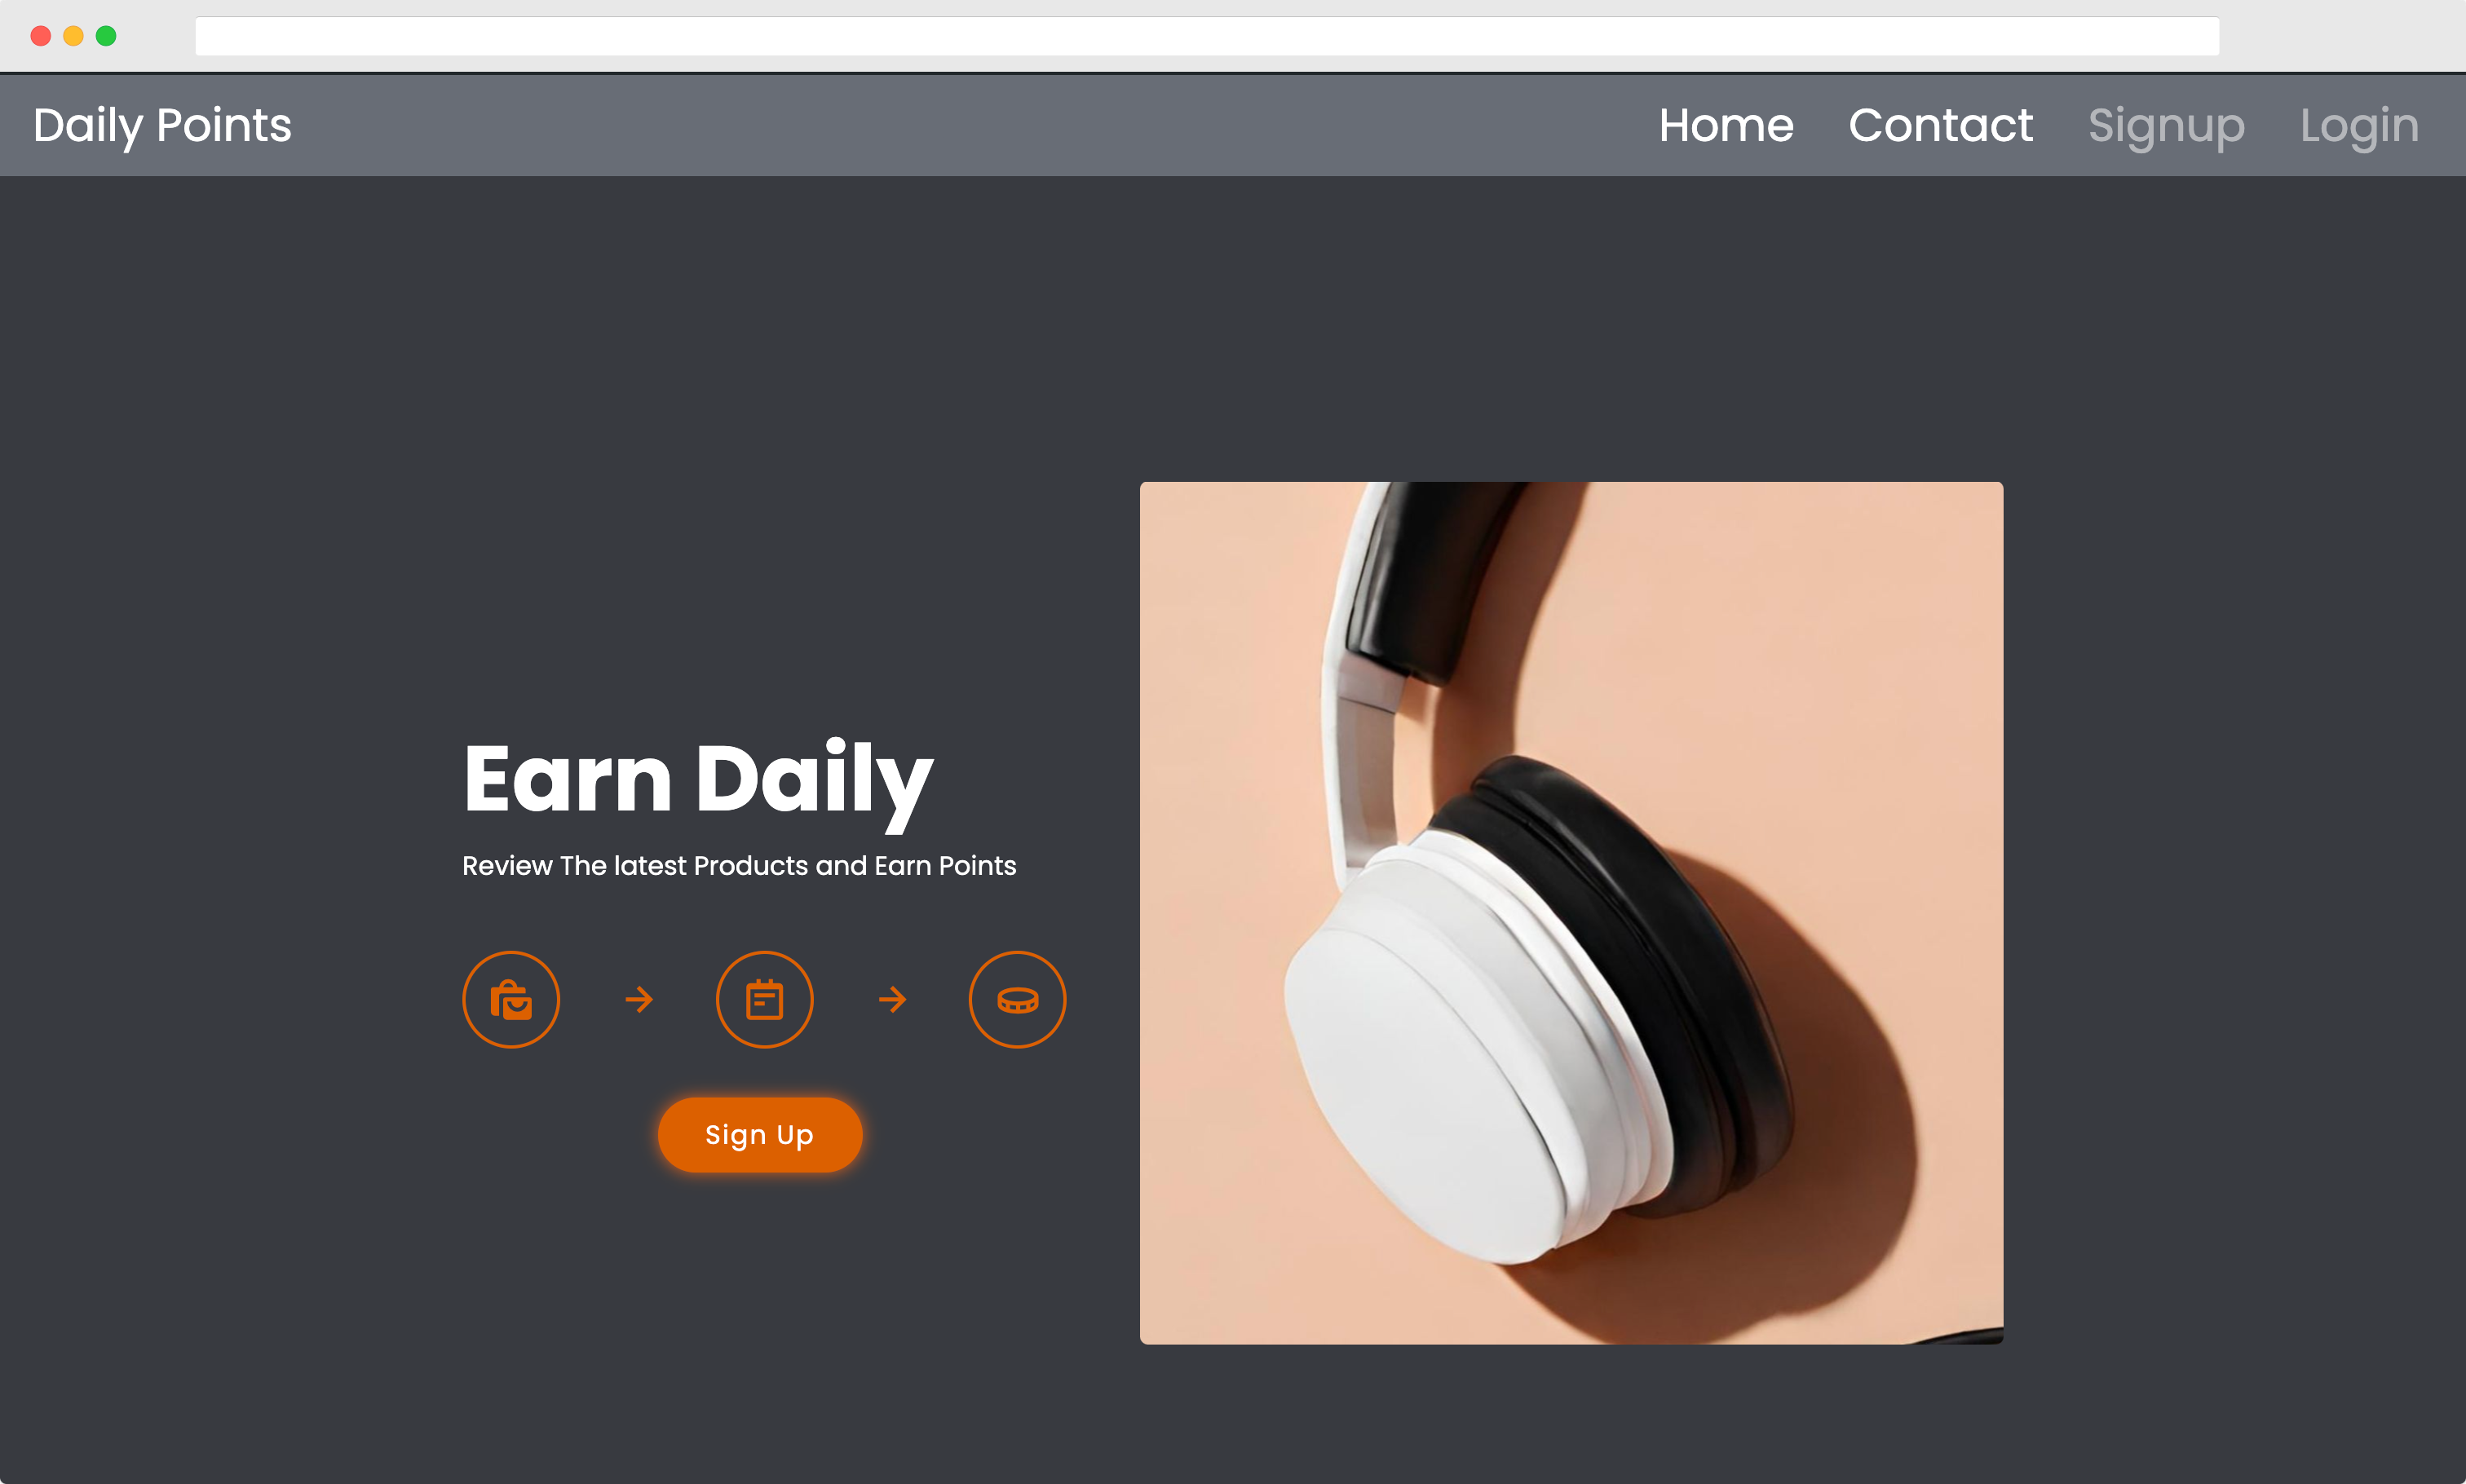 Daily Points
Home Contact Signup Login
Earn Daily
Review The latest Products and Earn Points
Sign Up